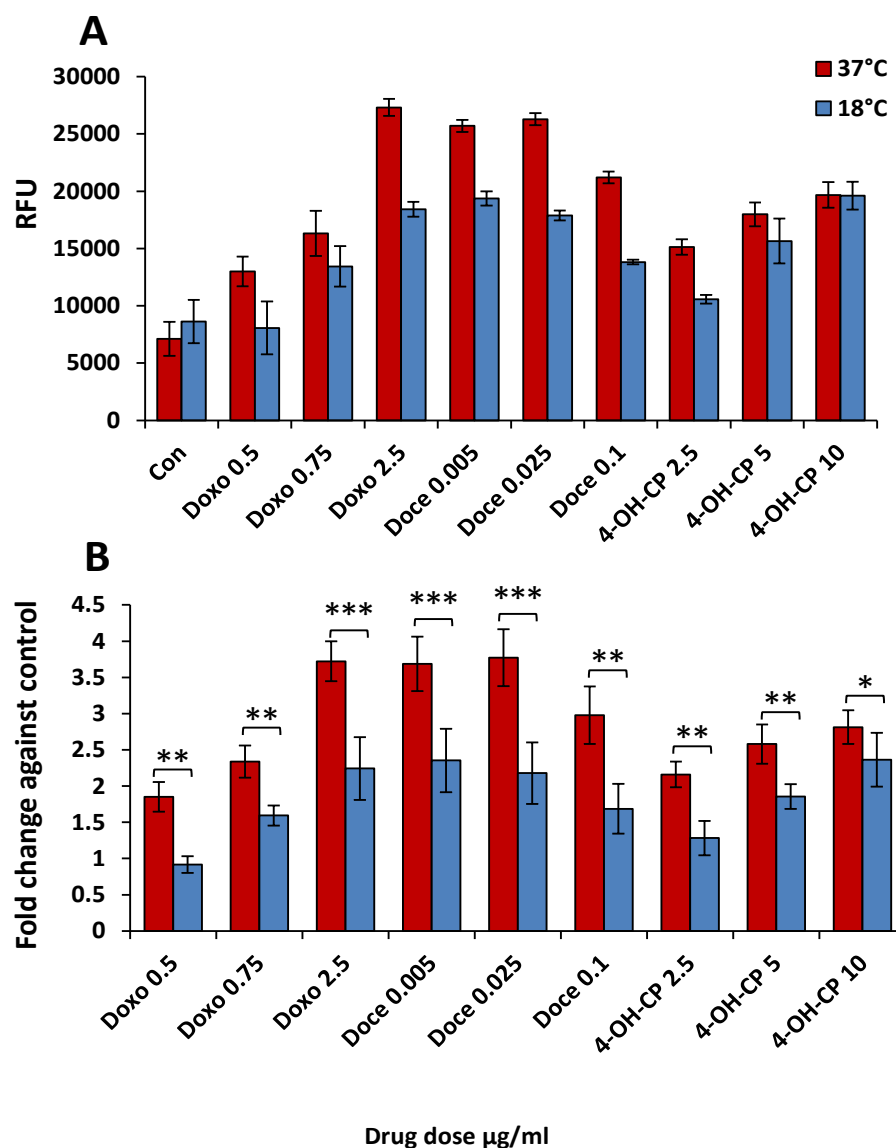 A
37°C
18°C
30000
25000
20000
15000
10000
5000
0
RFU
Con
Doxo 0.5
Doxo 0.75
Doxo 2.5
Doce 0.005
Doce 0.025
Doce 0.1
4-OH-CP 2.5
4-OH-CP 5
4-OH-CP 10
B
4.5
4
3.5
3
2.5
2
1.5
1
0.5
0
Fold change against control
**
**
***
***
***
**
**
**
*
Doxo 0.5
Doxo 0.75
Doxo 2.5
Doce 0.005
Doce 0.025
Doce 0.1
4-OH-CP 2.5
4-OH-CP 5
4-OH-CP 10
Drug dose µg/ml